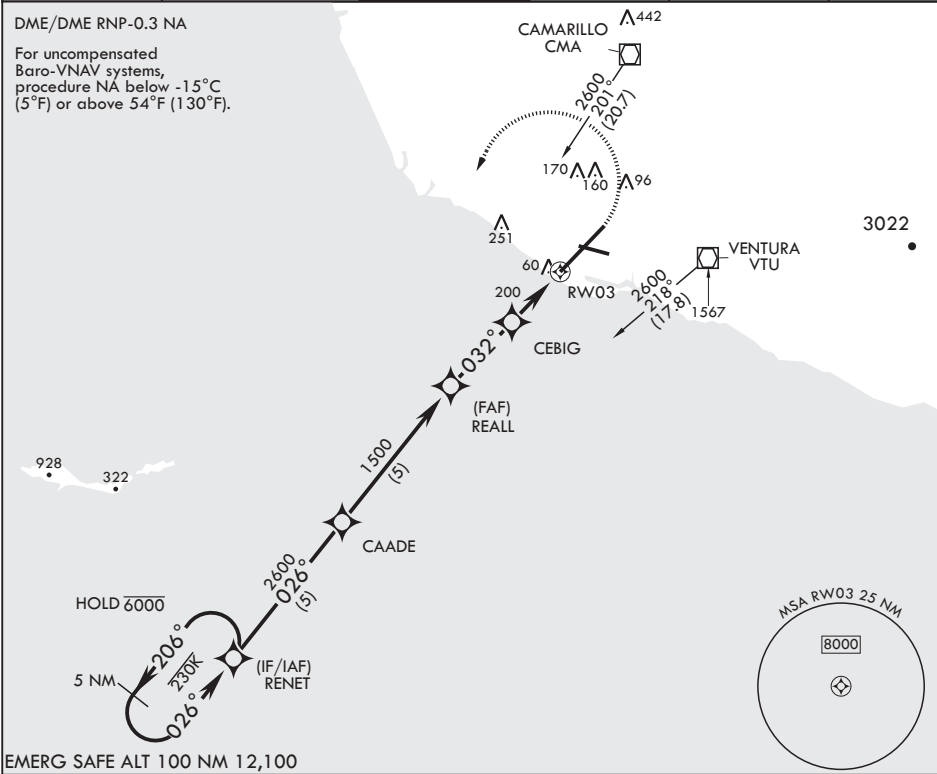 DME/DME RNP-0.3 NA
For uncompensated
Baro-VNAV systems,
procedure NA below -15°C
(5°F) or above 54°F (130°F).
442
CAMARILLO
CMA
2600
201°
(20.7)
170
160
96
251
3022
VENTURA
VTU
60
RW03
2600
218°
(17.8)
1567
200
CEBIG
032°
(FAF)
REALL
1500
(5)
928
322
CAADE
2600
026°
(5)
HOLD 6000
206°
230K
5 NM
026°
(IF/IAF)
RENET
MSA RW03 25 NM
8000
EMERG SAFE ALT 100 NM 12,100